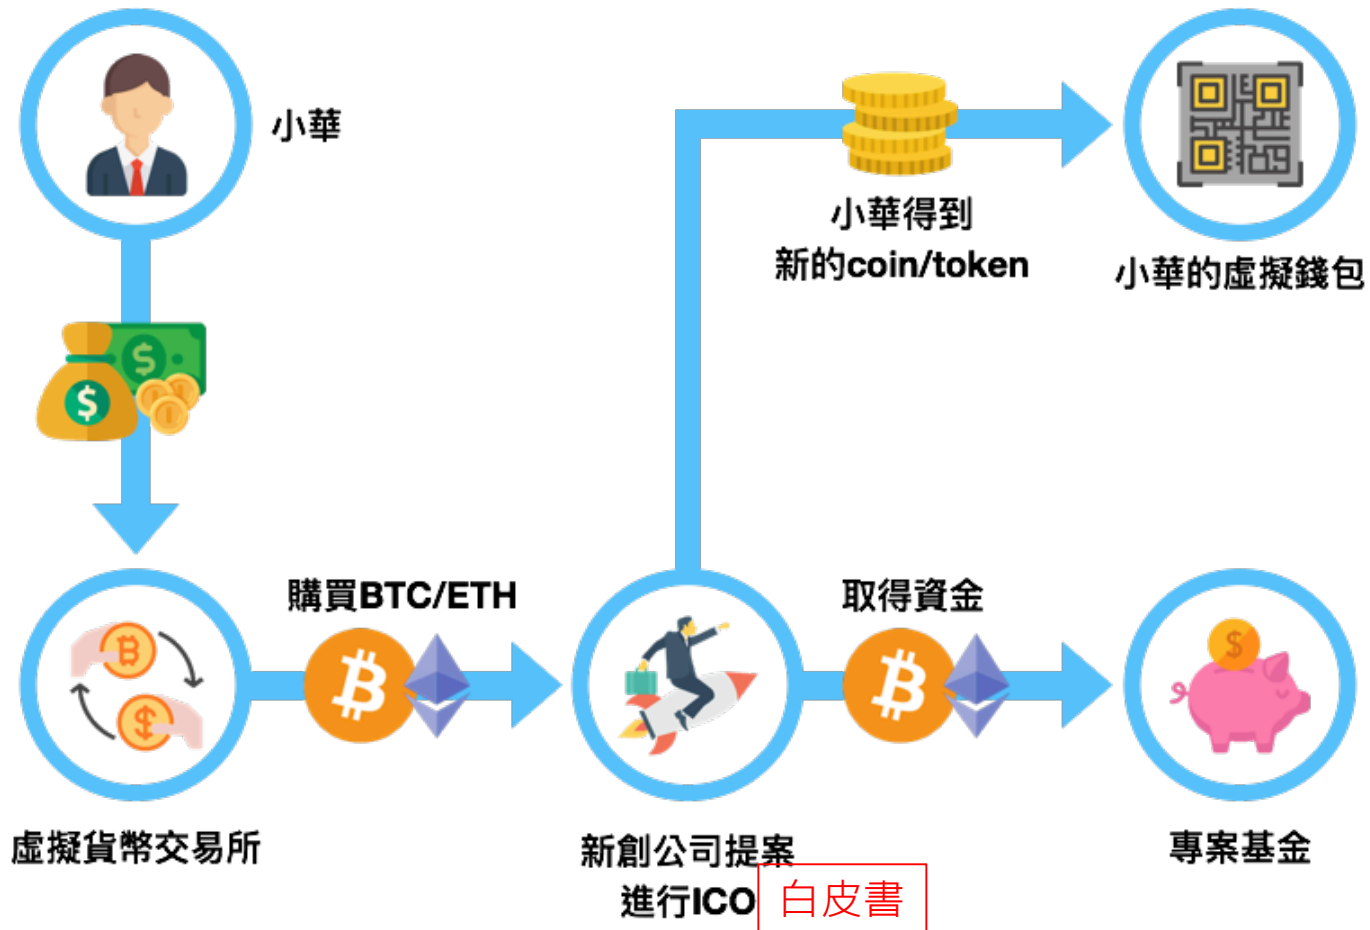 小華
小華得到
新的coin/token
小華的虛擬錢包
購買BTC/ETH
取得資金
虛擬貨幣交易所
新創公司提案
進行ICO
白皮書
專案基金